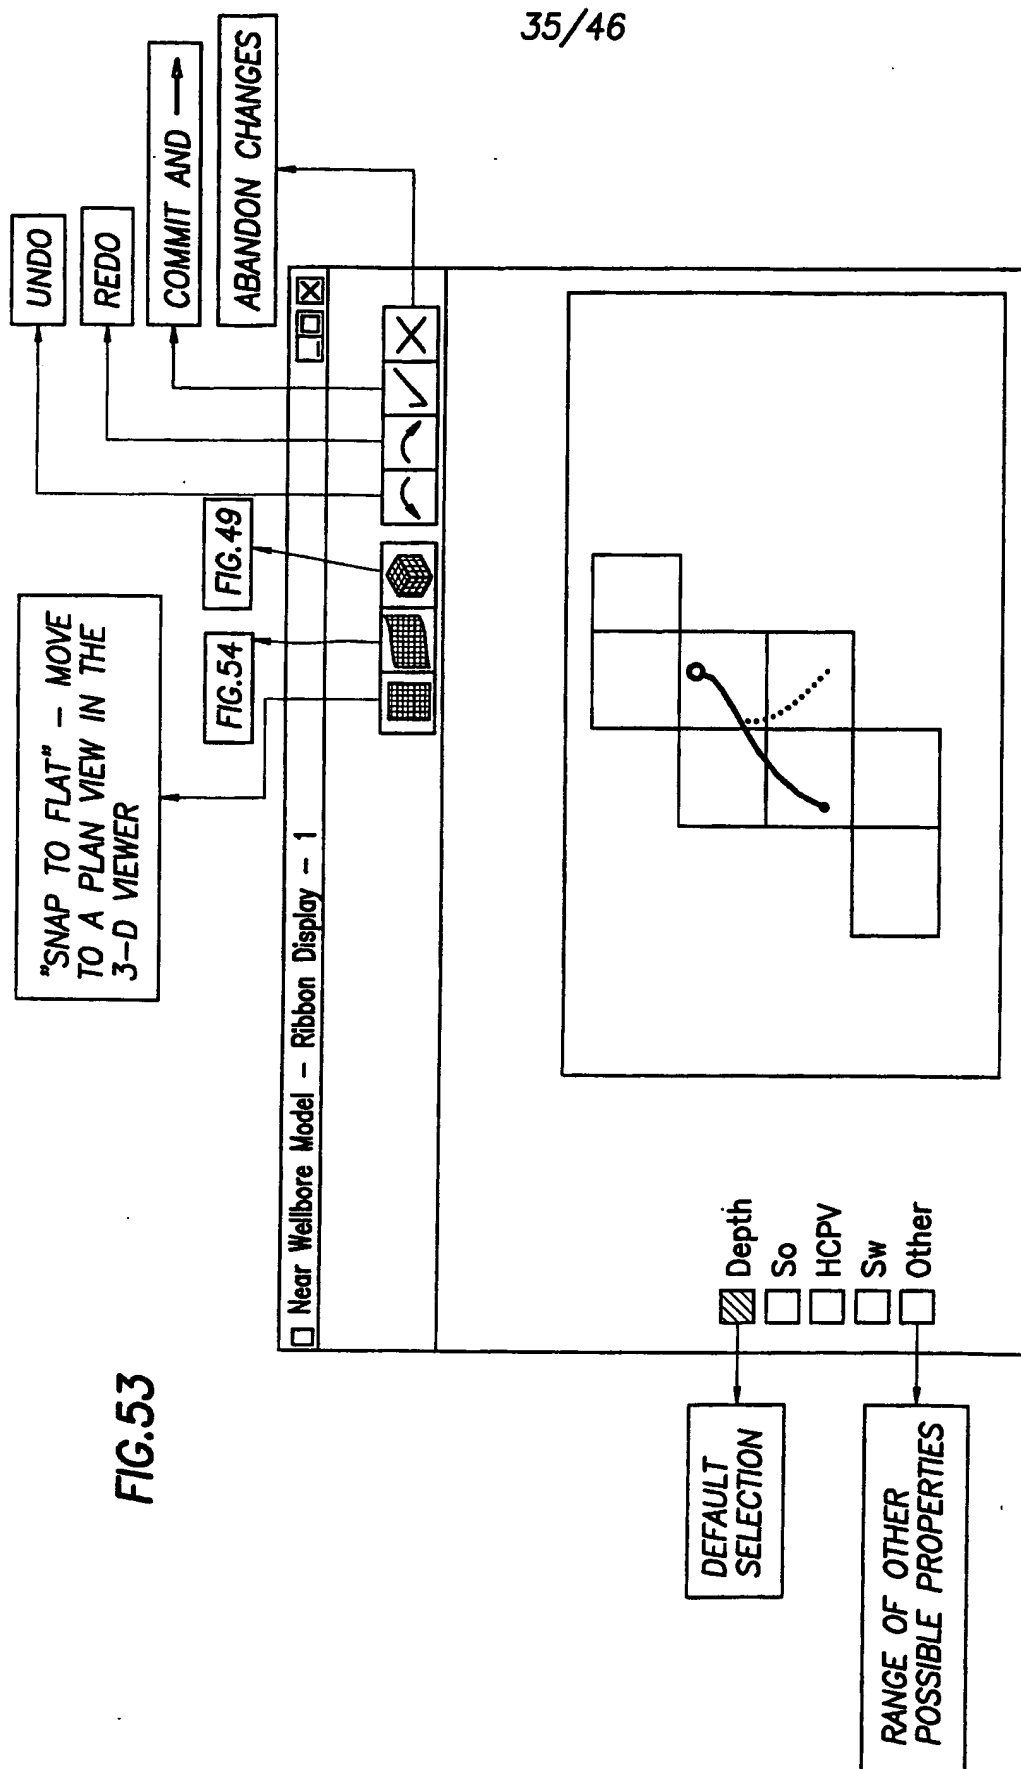 35/46
FIG.53
"SNAP TO FLAT" – MOVE
TO A PLAN VIEW IN THE
3–D VIEWER
FIG.54
FIG.49
UNDO
REDO
COMMIT AND →
ABANDON CHANGES
Near Wellbore Model – Ribbon Display – 1
DEFAULT
SELECTION
Depth
So
HCPV
Sw
Other
RANGE OF OTHER
POSSIBLE PROPERTIES